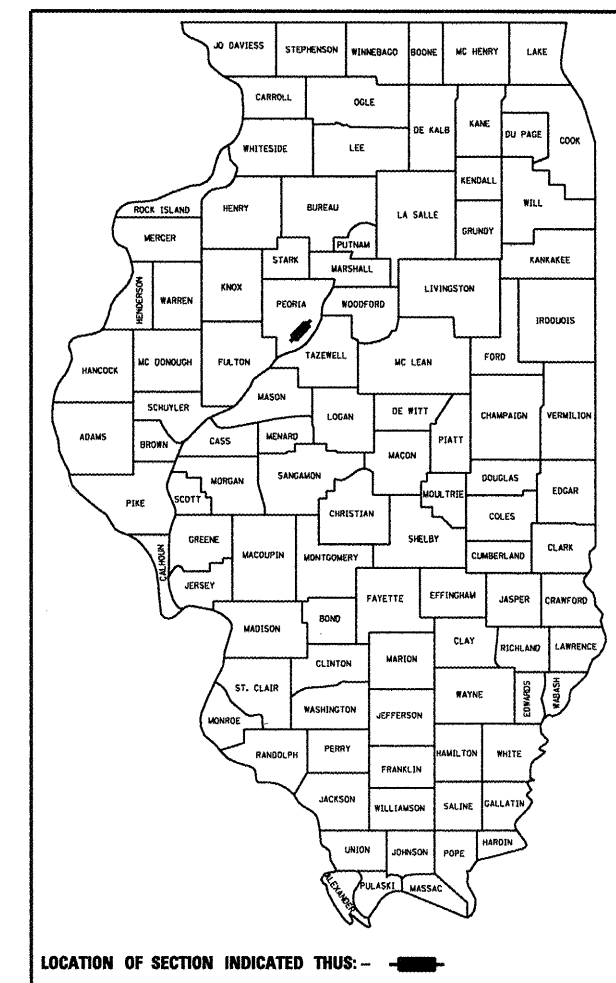 JO DAVIESS STEPHENSON WINNEBAGO BOONE MC HENRY LAKE
CARROLL OGLE
DE KALB KANE
DU PAGE COOK
WHITESIDE LEE
KENDALL
WILL
ROCK ISLAND HENRY BUREAU LA SALLE
GRUNDY
MERCER PUTNAM
KANKAKEE
STARK MARSHALL
HENDERSON WARREN KNOX PEORIA WOODFORD LIVINGSTON
IROQUOIS
HANCOCK MC DONOUGH FULTON TAZEWELL MC LEAN FORD
MASON
SCHUYLER LOGAN DE WITT CHAMPAIGN VERMILION
ADAMS BROWN CASS MENARD MACON PIATT
PIKE SCOTT MORGAN SANGAMON MOULTRIE DOUGLAS EDGAR
CHRISTIAN COLES
CALHOUN GREENE MACOUPIN MONTGOMERY SHELBY CUMBERLAND CLARK
JERSEY FAYETTE EFFINGHAM JASPER CRAWFORD
MADISON BOND
CLAY RICHLAND LAWRENCE
CLINTON MARION
ST. CLAIR WAYNE EDWARDS WABASH
MONROE WASHINGTON JEFFERSON
RANDOLPH PERRY HAMILTON WHITE
FRANKLIN
JACKSON WILLIAMSON SALINE GALLATIN
UNION JOHNSON POPE HARDIN
ALEXANDER PULASKI MASSAC
LOCATION OF SECTION INDICATED THUS: –